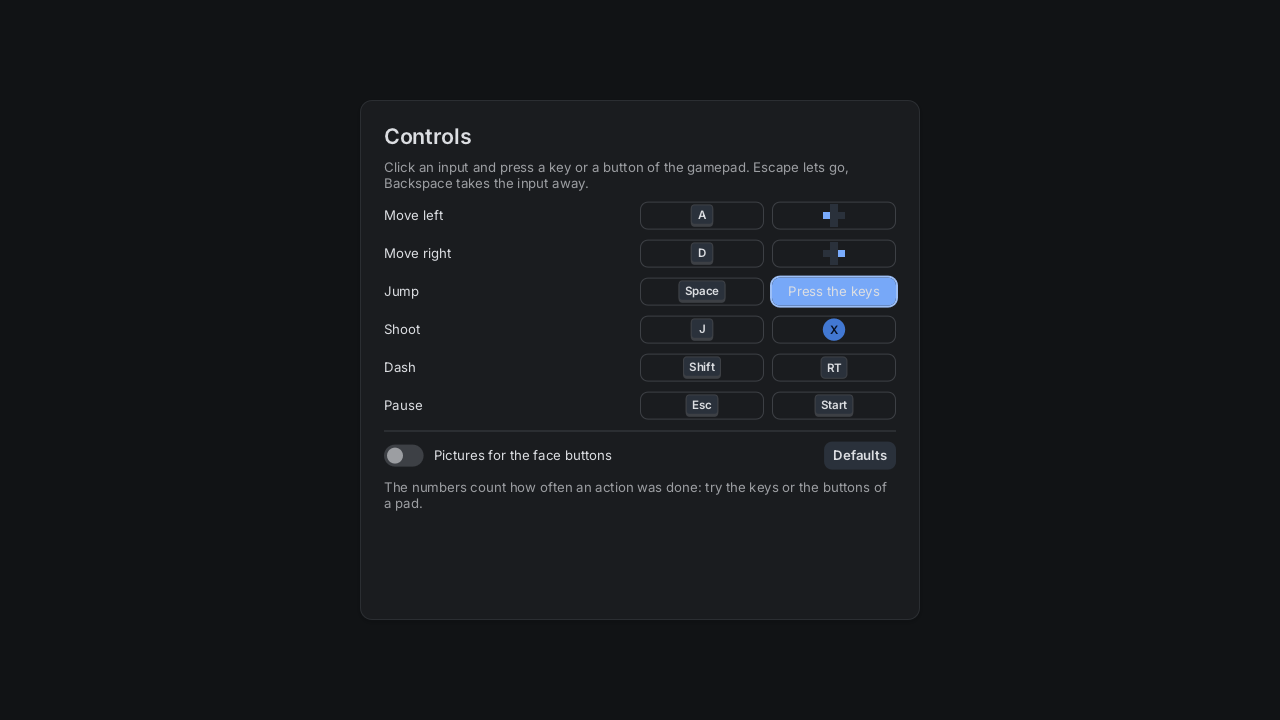 Controls
Click an input and press a key or a button of the gamepad. Escape lets go,
Backspace takes the input away.
Move left A
Move right D
Jump Space Press the keys
Shoot J X
Dash Shift RT
Pause Esc Start
Pictures for the face buttons Defaults
The numbers count how often an action was done: try the keys or the buttons of
a pad.